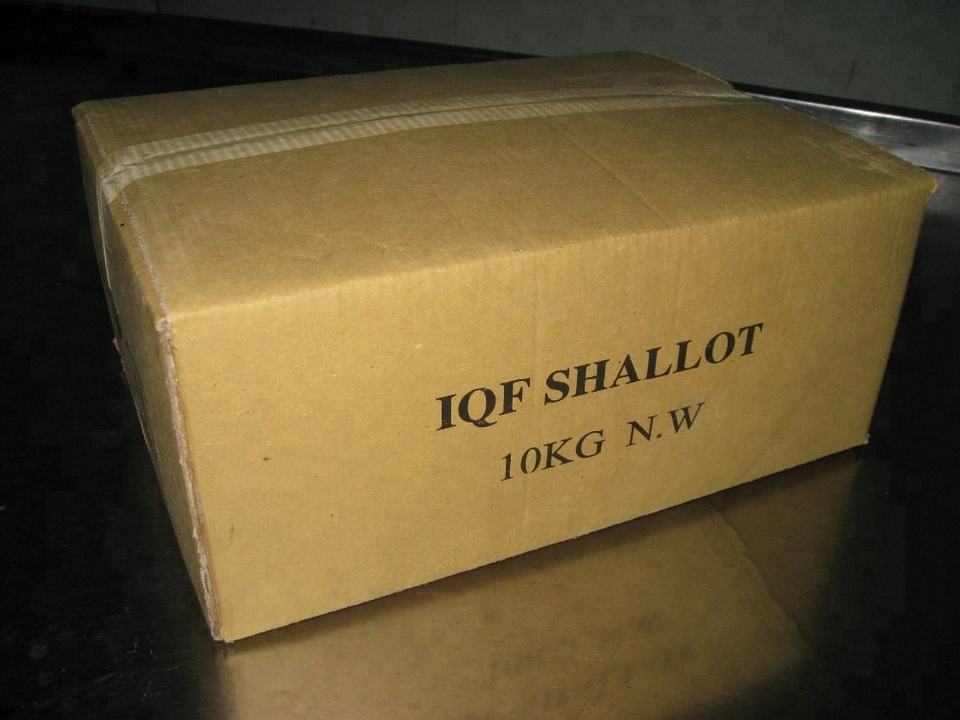 IQF SHALLOT
10KG N.W